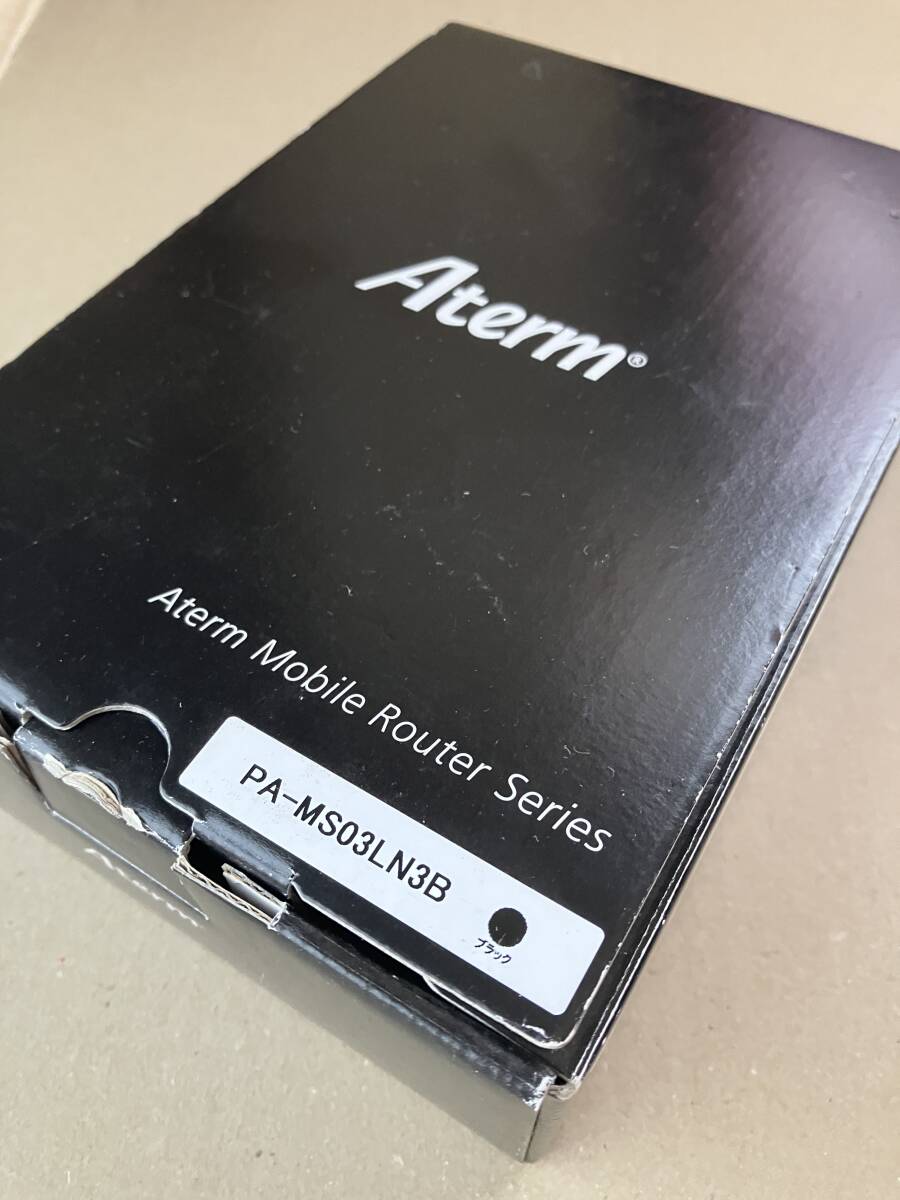 Aterm®
Aterm Mobile Router Series
PA-MS03LN3B
ブラック